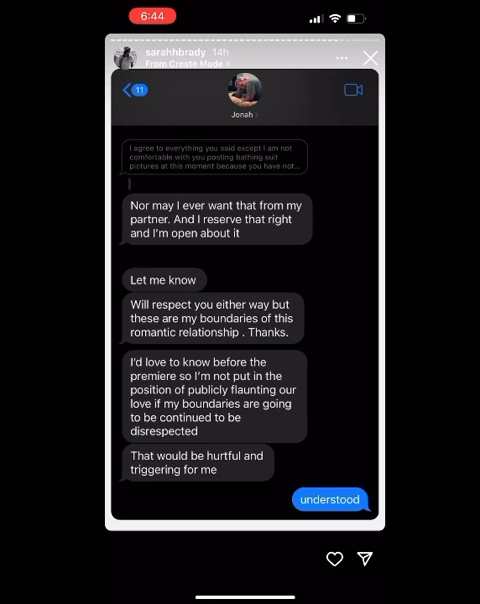 6:44
sarahhbrady 14h
From Create Mode >
11
Jonah >
I agree to everything you said except I am not
comfortable with you posting bathing suit
pictures at this moment because you have not...
Nor may I ever want that from my
partner. And I reserve that right
and I'm open about it
Let me know
Will respect you either way but
these are my boundaries of this
romantic relationship . Thanks.
I'd love to know before the
premiere so I'm not put in the
position of publicly flaunting our
love if my boundaries are going
to be continued to be
disrespected
That would be hurtful and
triggering for me
understood